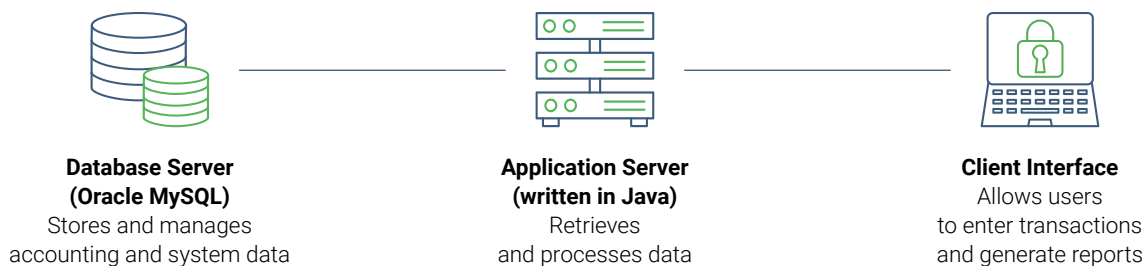 Database Server
(Oracle MySQL)
Stores and manages
accounting and system data
Application Server
(written in Java)
Retrieves
and processes data
Client Interface
Allows users
to enter transactions
and generate reports